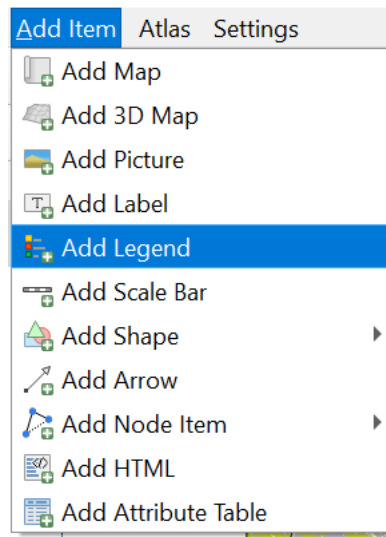 Add Item Atlas Settings
Add Map
Add 3D Map
Add Picture
T Add Label
Add Legend
Add Scale Bar
Add Shape
Add Arrow
Add Node Item
</> Add HTML
Add Attribute Table